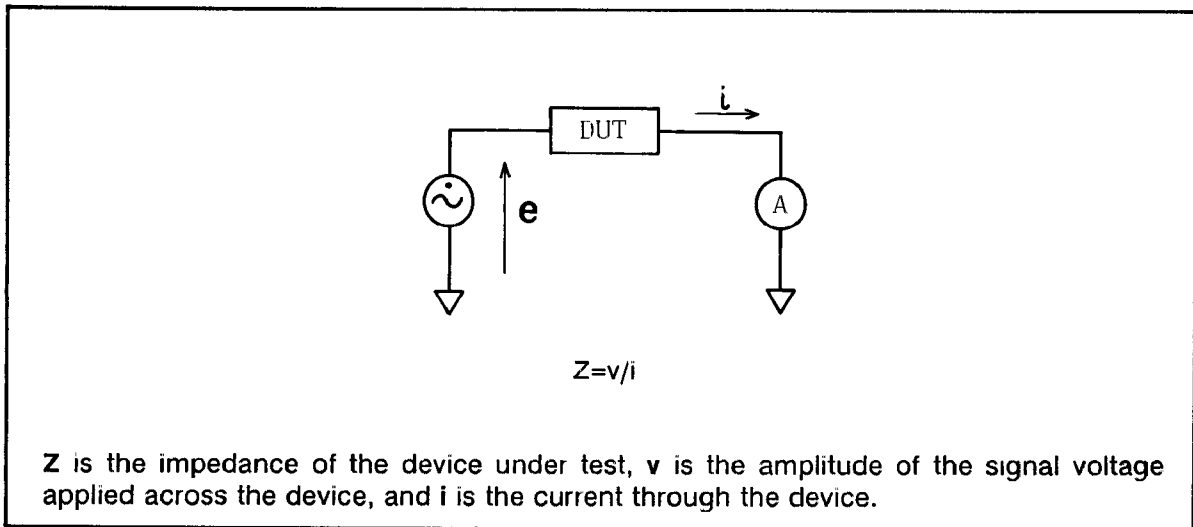 i
DUT
e
A
Z=v/i
Z is the impedance of the device under test, v is the amplitude of the signal voltage
applied across the device, and i is the current through the device.